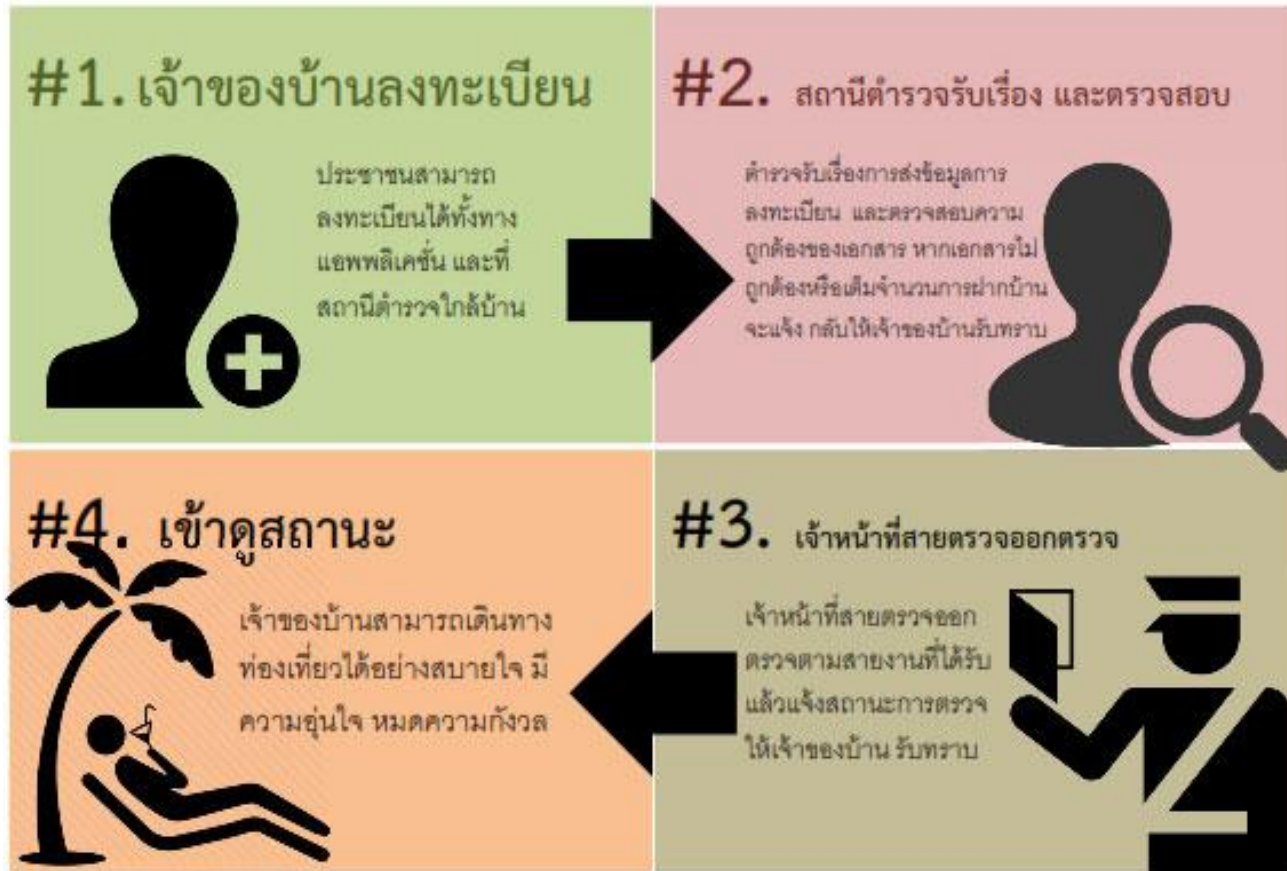 #1. เจ้าของบ้านลงทะเบียน
ประชาชนสามารถ
ลงทะเบียนได้ทั้งทาง
แอพพลิเคชั่น และที่
สถานีตำรวจใกล้บ้าน
#2. สถานีตำรวจรับเรื่อง และตรวจสอบ
ตำรวจรับเรื่องการส่งข้อมูลการ
ลงทะเบียน และตรวจสอบความ
ถูกต้องของเอกสาร หากเอกสารไม่
ถูกต้องหรือเต็มจำนวนการฝากบ้าน
จะแจ้ง กลับให้เจ้าของบ้านรับทราบ
#3. เจ้าหน้าที่สายตรวจออกตรวจ
เจ้าหน้าที่สายตรวจออก
ตรวจตามสายงานที่ได้รับ
แล้วแจ้งสถานะการตรวจ
ให้เจ้าของบ้าน รับทราบ
#4. เข้าดูสถานะ
เจ้าของบ้านสามารถเดินทาง
ท่องเที่ยวได้อย่างสบายใจ มี
ความอุ่นใจ หมดความกังวล